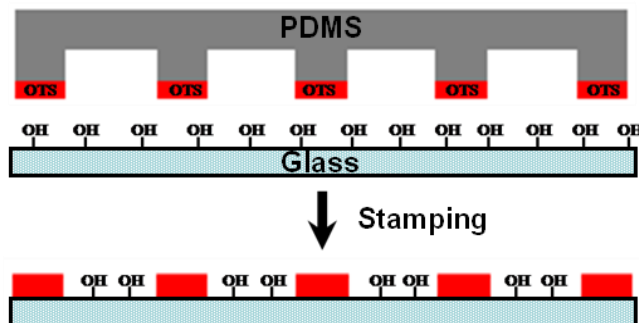 PDMS
OTS OTS OTS OTS OTS
OH OH OH OH OH OH OH OH OH OH OH OH OH
Glass
Stamping
OH OH OH OH OH OH OH OH